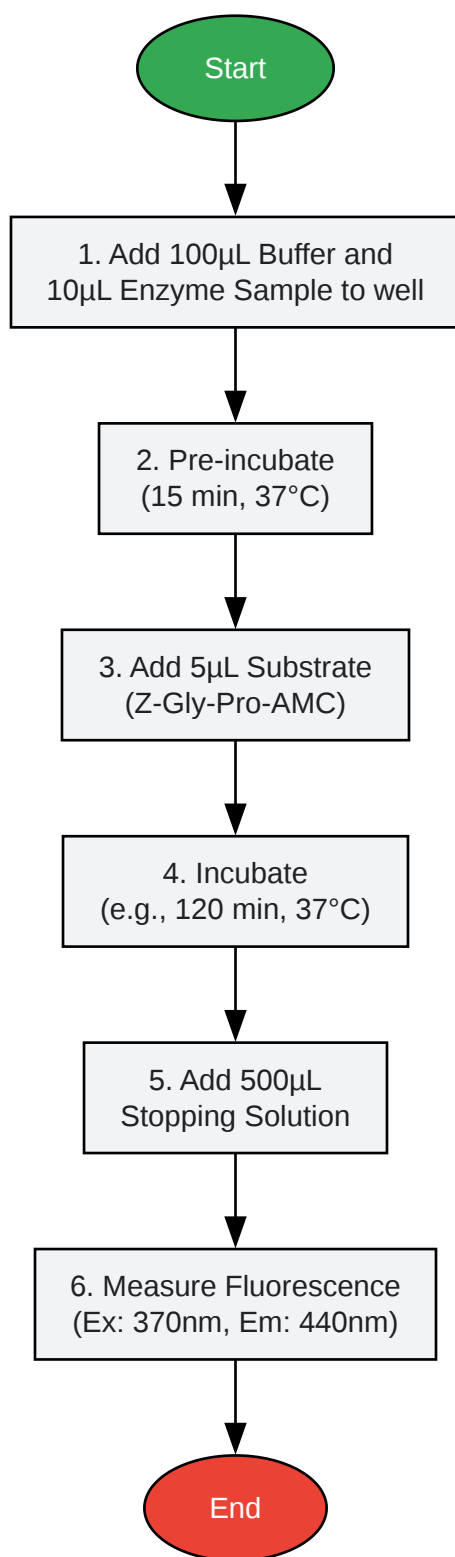 Start
1. Add 100µL Buffer and
10µL Enzyme Sample to well
2. Pre-incubate
(15 min, 37°C)
3. Add 5µL Substrate
(Z-Gly-Pro-AMC)
4. Incubate
(e.g., 120 min, 37°C)
5. Add 500µL
Stopping Solution
6. Measure Fluorescence
(Ex: 370nm, Em: 440nm)
End